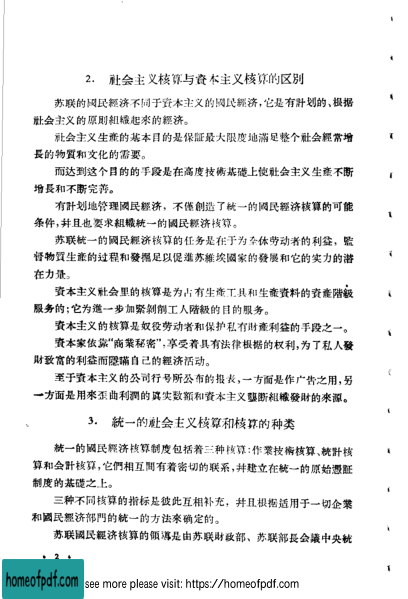 2. 社会主义核算与資本主义核算的区別
苏联的國民經济不同于資本主义的國民經济，它是有計划的、根据
社会主义的原則組織起來的經济。
社会主义生產的基本目的是保証最大限度地滿足整个社会經常增
長的物質和文化的需要。
而达到这个目的的手段是在高度技術基礎上使社会主义生產不断
增長和不断完善。
有計划地管理國民經济，不僅創造了統一的國民經济核算的可能
条件，幷且也要求組織統一的國民經济核算。
苏联統一的國民經济核算的任务是在于为全体劳动者的利益，監
督物質生產的过程和發掘足以促進苏維埃國家的發展和它的实力的潛
在力量。
資本主义社会里的核算是为占有生產工具和生產資料的資產階級
服务的；它为進一步加緊剝削工人階級的目的服务。
資本主义的核算是奴役劳动者和保护私有財產利益的手段之一。
資本家依靠“商業秘密”，享受着具有法律根据的权利，为了私人發
財致富的利益而隱瞞自己的經济活动。
至于資本主义的公司行号所公布的报表，一方面是作广告之用，另
一方面是用來歪曲利潤的眞实数額和資本主义壟断組織發財的來源。
3. 統一的社会主义核算和核算的种类
統一的國民經济核算制度包括着三种核算：作業技術核算、統計核
算和会計核算，它們相互間有着密切的联系，幷建立在統一的原始憑証
制度的基礎之上。
三种不同核算的指标是彼此互相补充，幷且根据适用于一切企業
和國民經济部門的統一的方法來确定的。
苏联國民經济核算的領導是由苏联財政部、苏联部長会議中央統
• 2 •
homeofpdf.com
see more please visit: https://homeofpdf.com